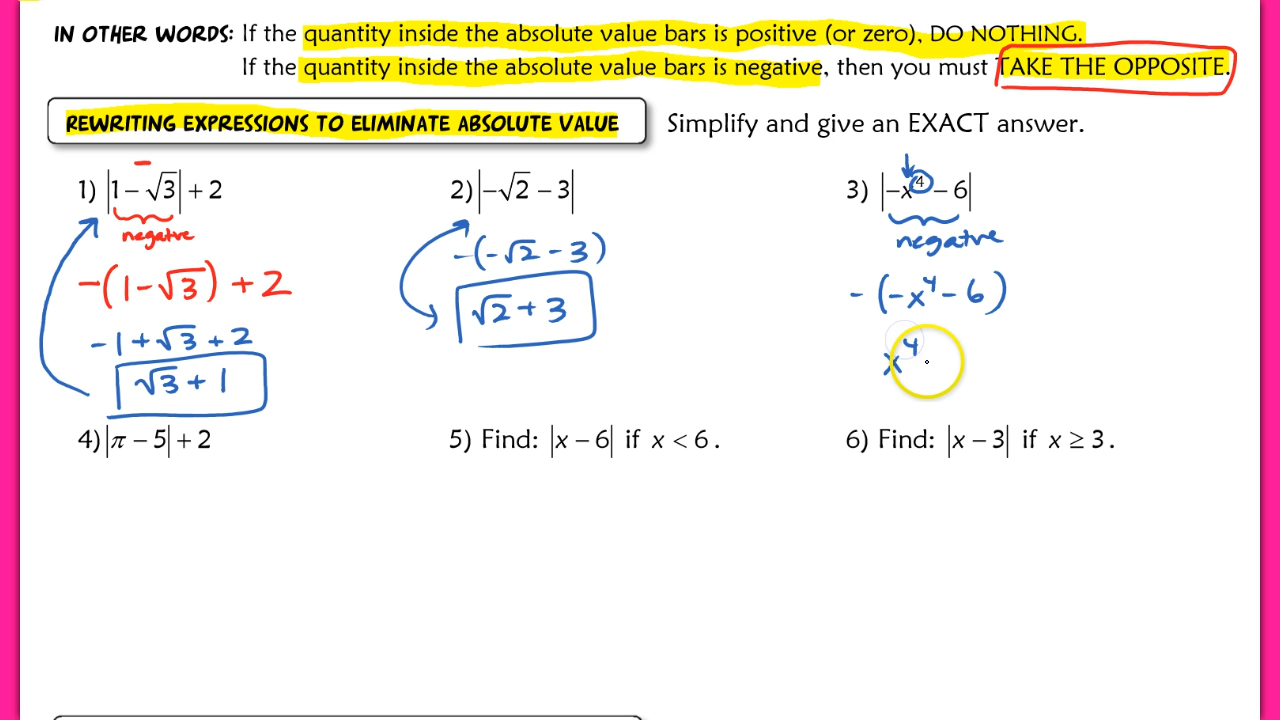 IN OTHER WORDS: If the quantity inside the absolute value bars is positive (or zero), DO NOTHING.
If the quantity inside the absolute value bars is negative, then you must TAKE THE OPPOSITE.
REWRITING EXPRESSIONS TO ELIMINATE ABSOLUTE VALUE Simplify and give an EXACT answer.
1) |1 − √3| + 2
−
negative
−(1−√3) + 2
−1 + √3 + 2
√3 + 1
2) |−√2 − 3|
−(−√2 − 3)
√2 + 3
3) |−x⁴ − 6|
negative
− (−x⁴ − 6)
x⁴
4) |π − 5| + 2
5) Find: |x − 6| if x < 6.
6) Find: |x − 3| if x ≥ 3.